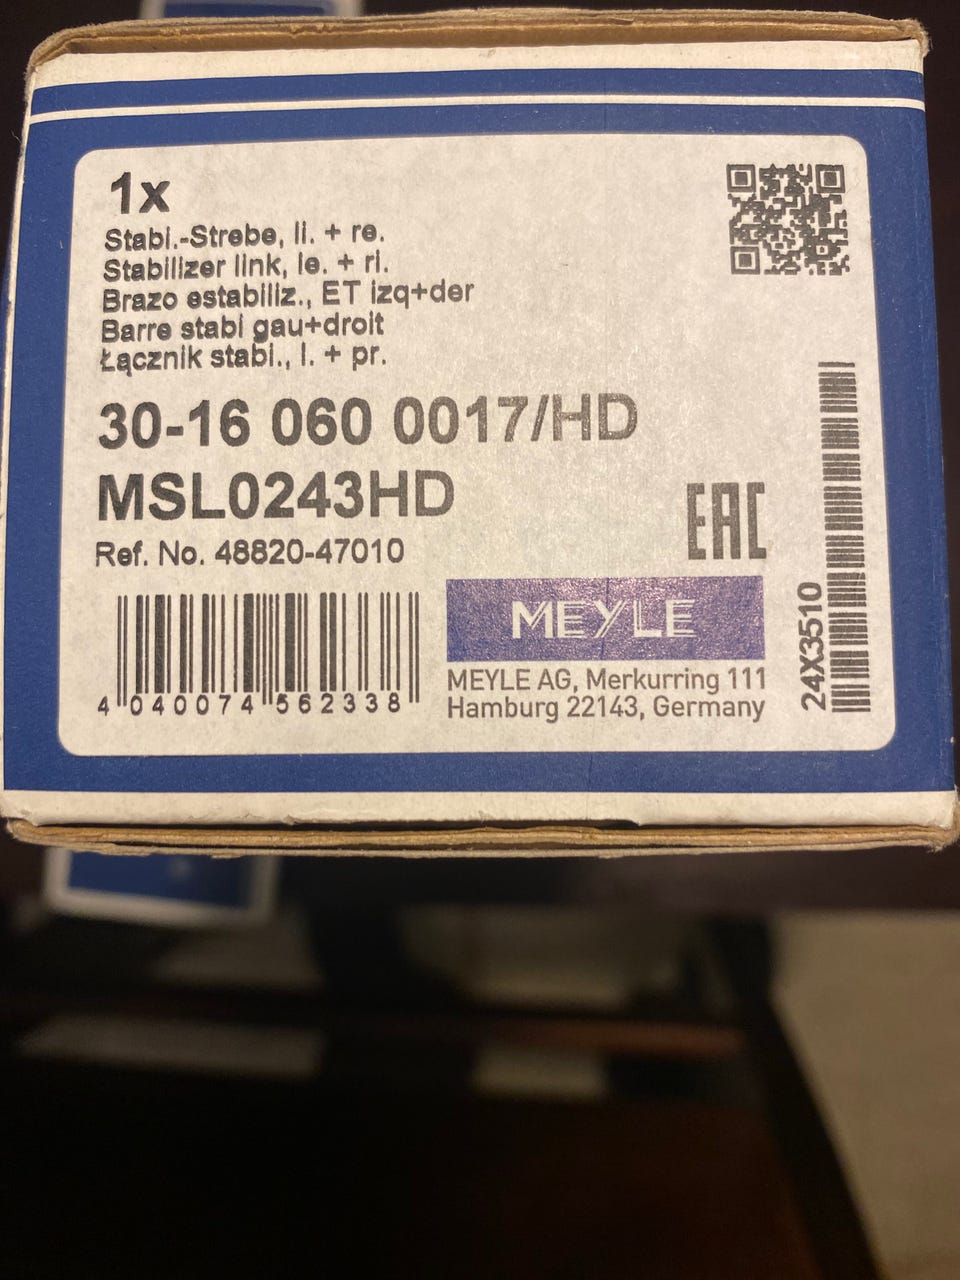 1x
Stabi.-Strebe, li. + re.
Stabilizer link, le. + ri.
Brazo estabiliz., ET izq+der
Barre stabi gau+droit
Łącznik stabi., l. + pr.
30-16 060 0017/HD
MSL0243HD
Ref. No. 48820-47010
EAC
4 040074 562338
MEYLE
MEYLE AG, Merkurring 111
Hamburg 22143, Germany
24X3510